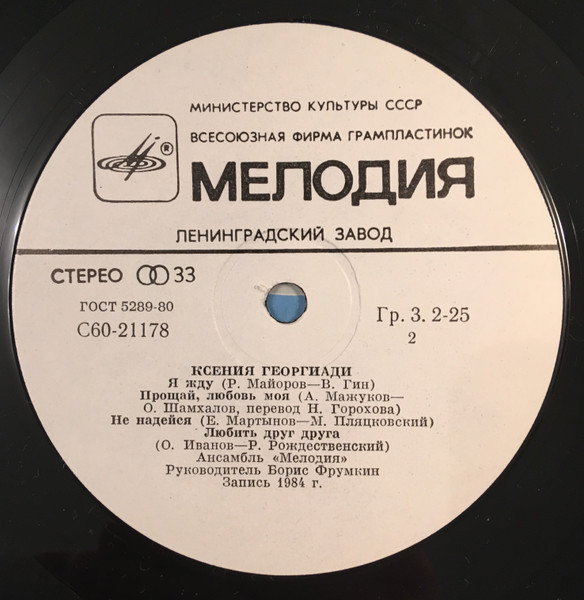 МИНИСТЕРСТВО КУЛЬТУРЫ СССР
ВСЕСОЮЗНАЯ ФИРМА ГРАМПЛАСТИНОК
®
МЕЛОДИЯ
ЛЕНИНГРАДСКИЙ ЗАВОД
СТЕРЕО 33
ГОСТ 5289-80
С60-21178
Гр. 3. 2-25
2
КСЕНИЯ ГЕОРГИАДИ
Я жду (Р. Майоров—В. Гин)
Прощай, любовь моя (А. Мажуков—
О. Шамхалов, перевод Н. Горохова)
Не надейся (Е. Мартынов—М. Пляцковский)
Любить друг друга
(О. Иванов—Р. Рождественский)
Ансамбль «Мелодия»
Руководитель Борис Фрумкин
Запись 1984 г.